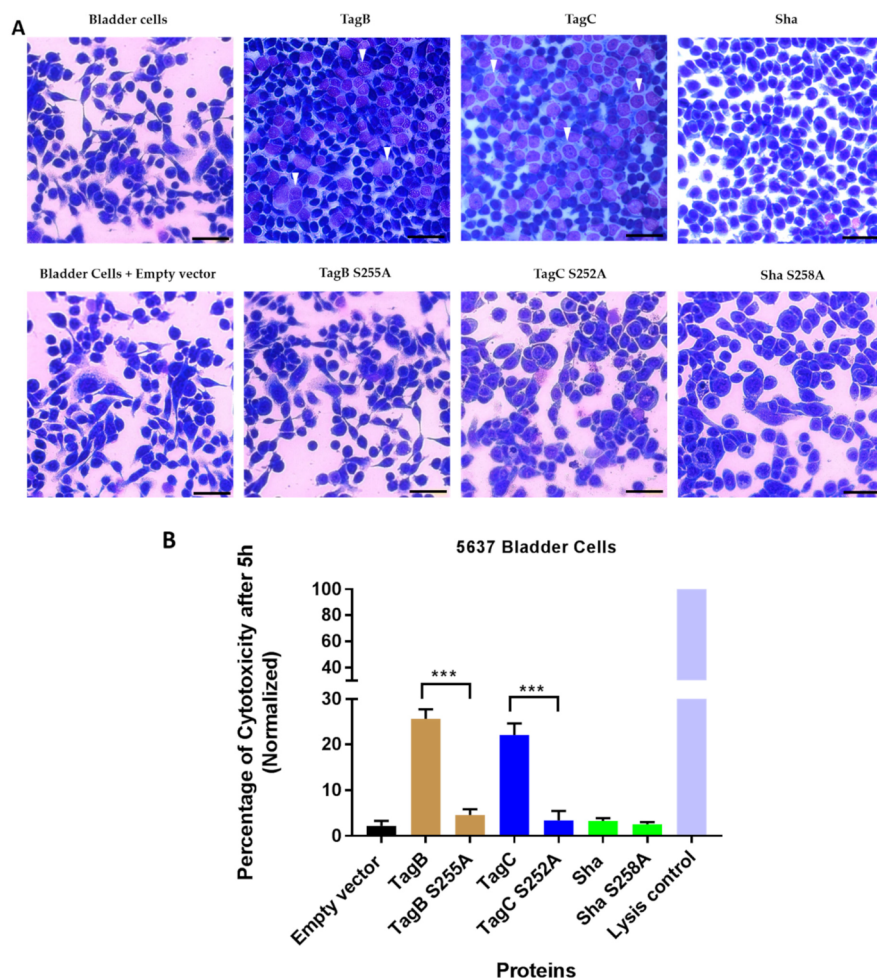 A
Bladder cells
TagB
TagC
Sha
Bladder Cells + Empty vector
TagB S255A
TagC S252A
Sha S258A
B
5637 Bladder Cells
Percentage of Cytotoxicity after 5h
(Normalized)
100
80
60
40
30
20
10
0
***
***
Empty vector
TagB
TagB S255A
TagC
TagC S252A
Sha
Sha S258A
Lysis control
Proteins